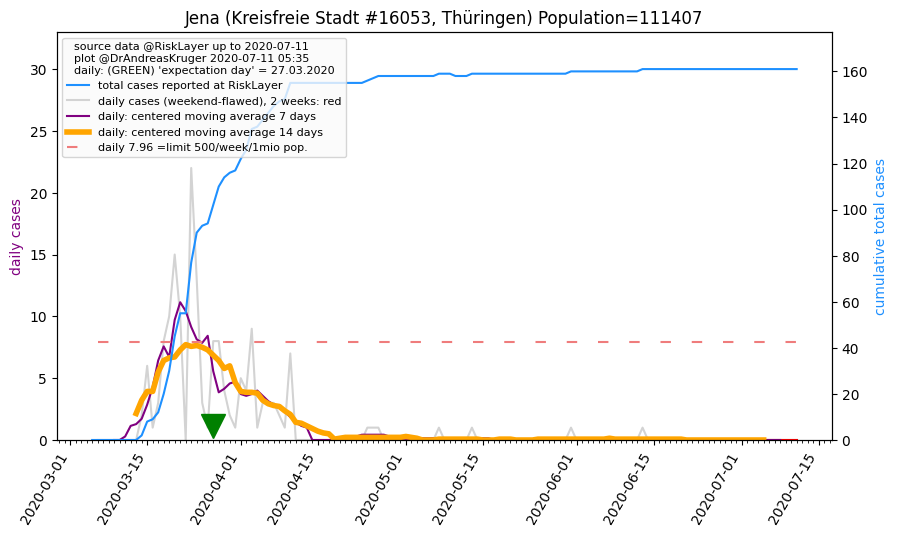 Jena (Kreisfreie Stadt #16053, Thüringen) Population=111407
source data @RiskLayer up to 2020-07-11
plot @DrAndreasKruger 2020-07-11 05:35
daily: (GREEN) 'expectation day' = 27.03.2020
total cases reported at RiskLayer
daily cases (weekend-flawed), 2 weeks: red
daily: centered moving average 7 days
daily: centered moving average 14 days
daily 7.96 =limit 500/week/1mio pop.
daily cases
30
25
20
15
10
5
0
cumulative total cases
160
140
120
100
80
60
40
20
0
2020-03-01
2020-03-15
2020-04-01
2020-04-15
2020-05-01
2020-05-15
2020-06-01
2020-06-15
2020-07-01
2020-07-15